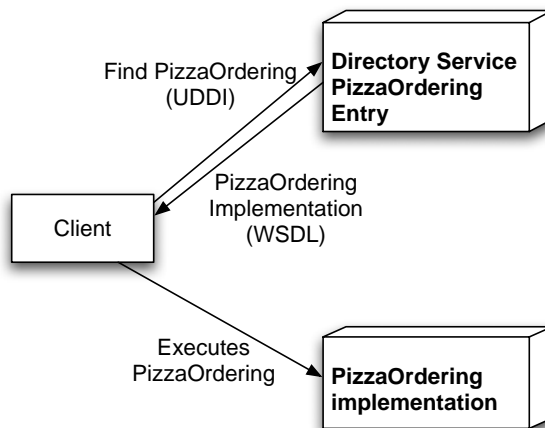 Find PizzaOrdering
(UDDI)
Directory Service
PizzaOrdering
Entry
PizzaOrdering
Implementation
(WSDL)
Client
Executes
PizzaOrdering
PizzaOrdering
implementation